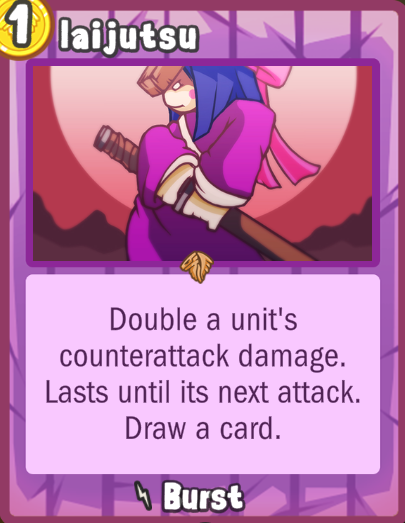 1
Iaijutsu
Double a unit's
counterattack damage.
Lasts until its next attack.
Draw a card.
Burst